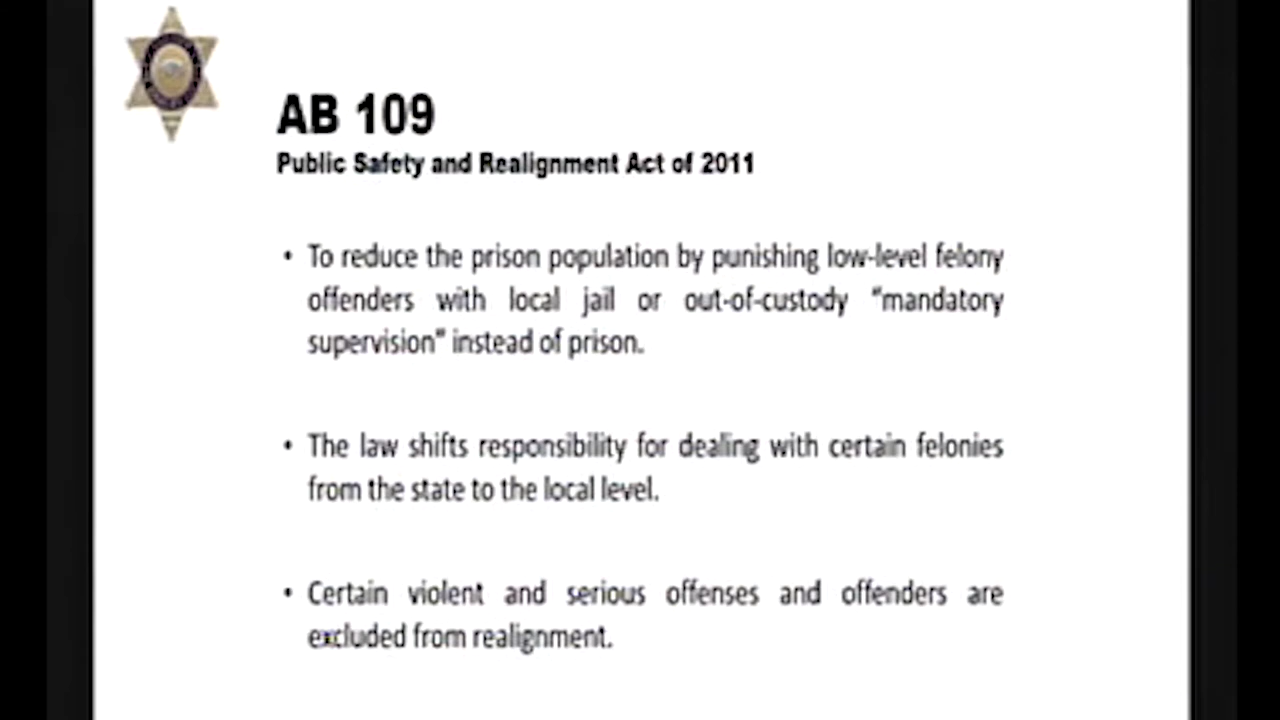 AB 109
Public Safety and Realignment Act of 2011
• To reduce the prison population by punishing low-level felony
offenders with local jail or out-of-custody "mandatory
supervision" instead of prison.
• The law shifts responsibility for dealing with certain felonies
from the state to the local level.
• Certain violent and serious offenses and offenders are
excluded from realignment.